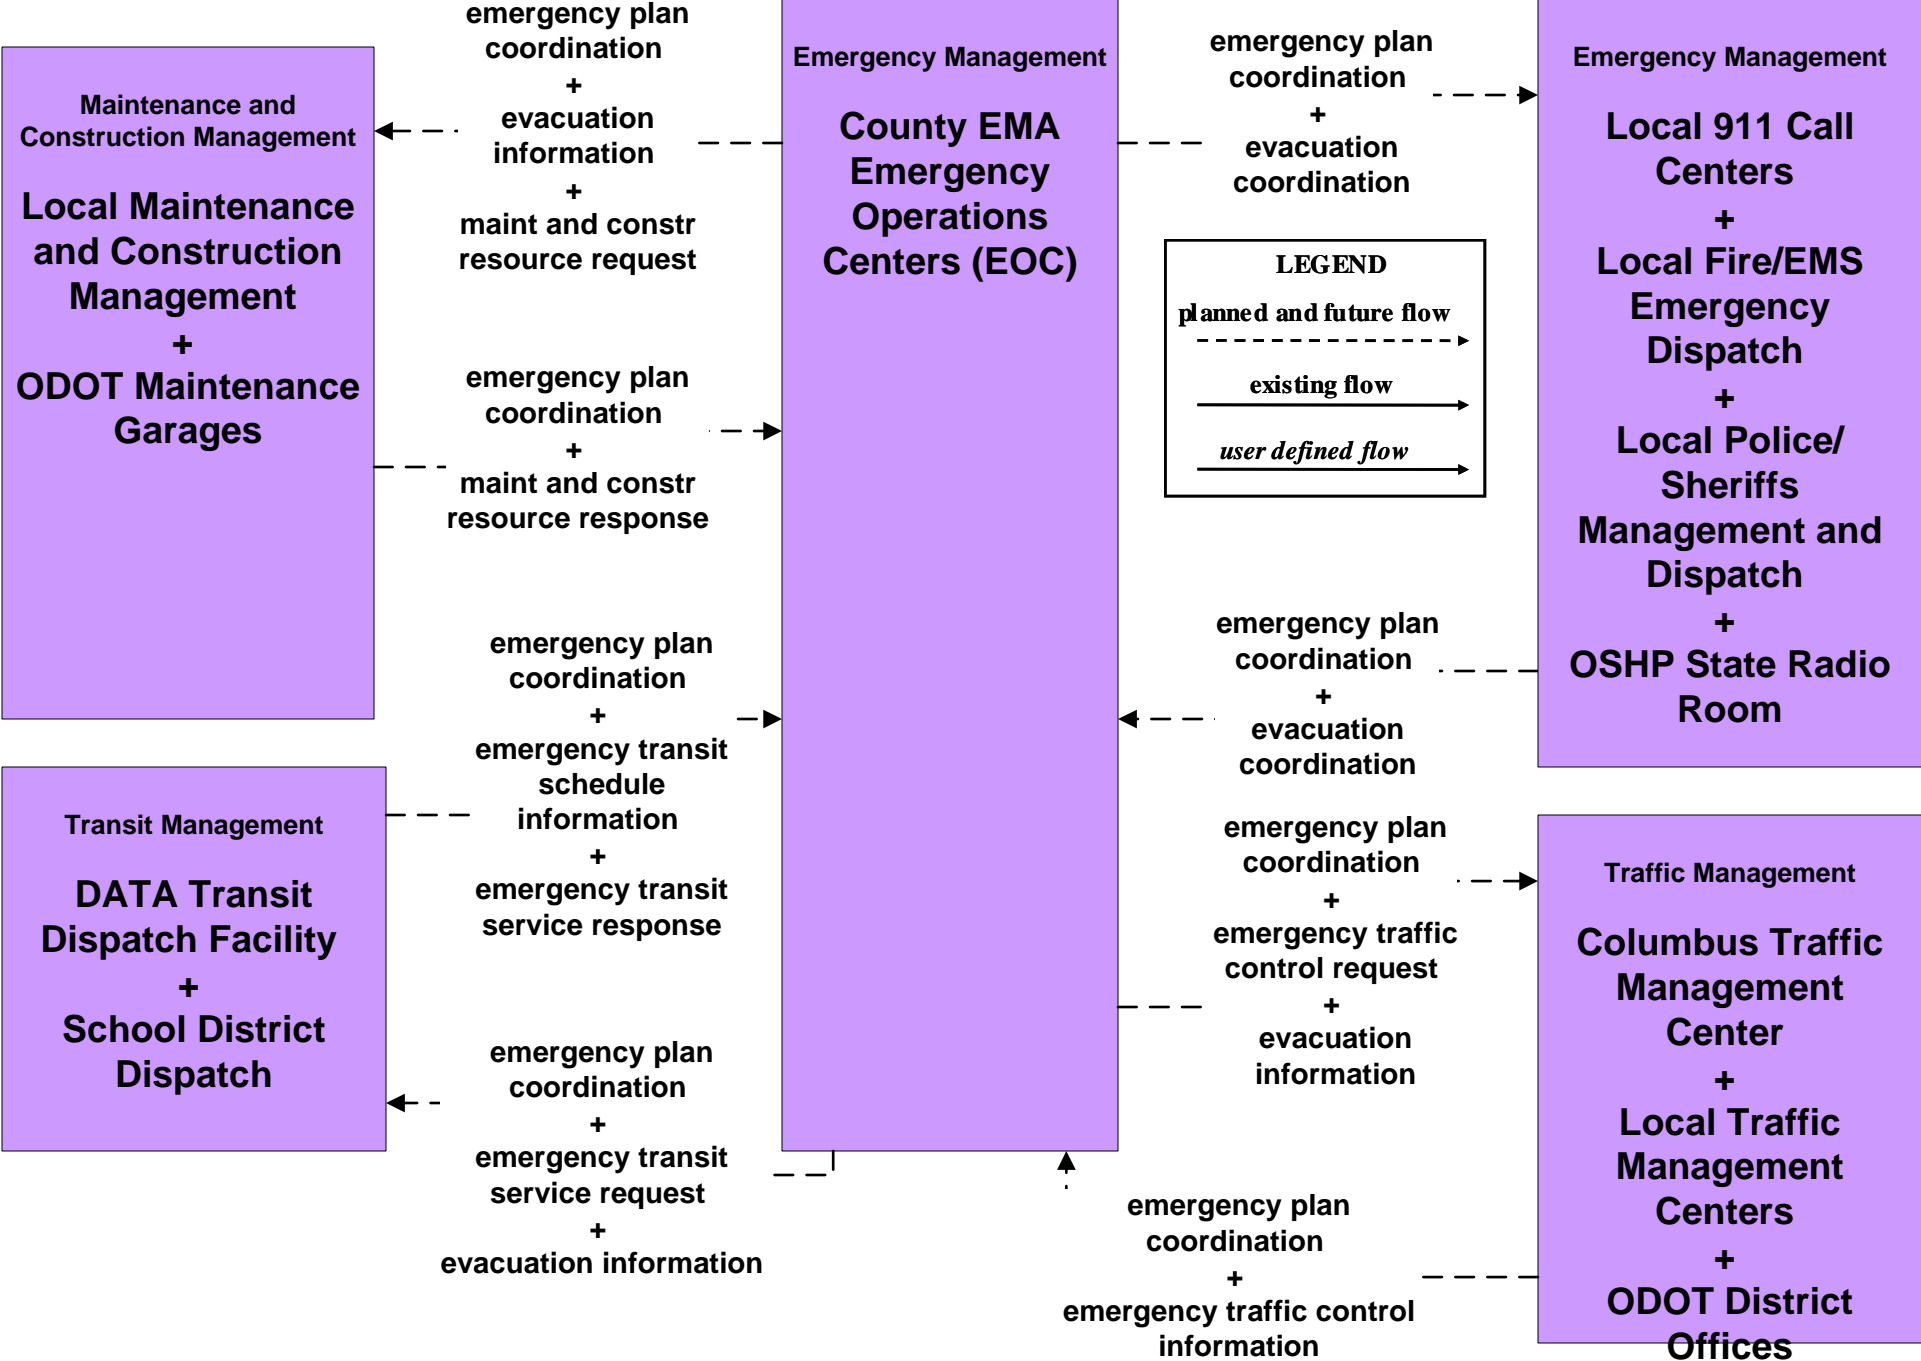 emergency plan
coordination
+
evacuation
information
+
maint and constr
resource request
Maintenance and
Construction Management
Local Maintenance
and Construction
Management
+
ODOT Maintenance
Garages
emergency plan
coordination
+
maint and constr
resource response
emergency plan
coordination
+
emergency transit
schedule
information
+
emergency transit
service response
Transit Management
DATA Transit
Dispatch Facility
+
School District
Dispatch
emergency plan
coordination
+
emergency transit
service request
+
evacuation information
Emergency Management
County EMA
Emergency
Operations
Centers (EOC)
emergency plan
coordination
+
evacuation
coordination
LEGEND
planned and future flow
existing flow
user defined flow
Emergency Management
Local 911 Call
Centers
+
Local Fire/EMS
Emergency
Dispatch
+
Local Police/
Sheriffs
Management and
Dispatch
+
OSHP State Radio
Room
emergency plan
coordination
+
evacuation
coordination
emergency plan
coordination
+
emergency traffic
control request
+
evacuation
information
Traffic Management
Columbus Traffic
Management
Center
+
Local Traffic
Management
Centers
+
ODOT District
Offices
emergency plan
coordination
+
emergency traffic control
information